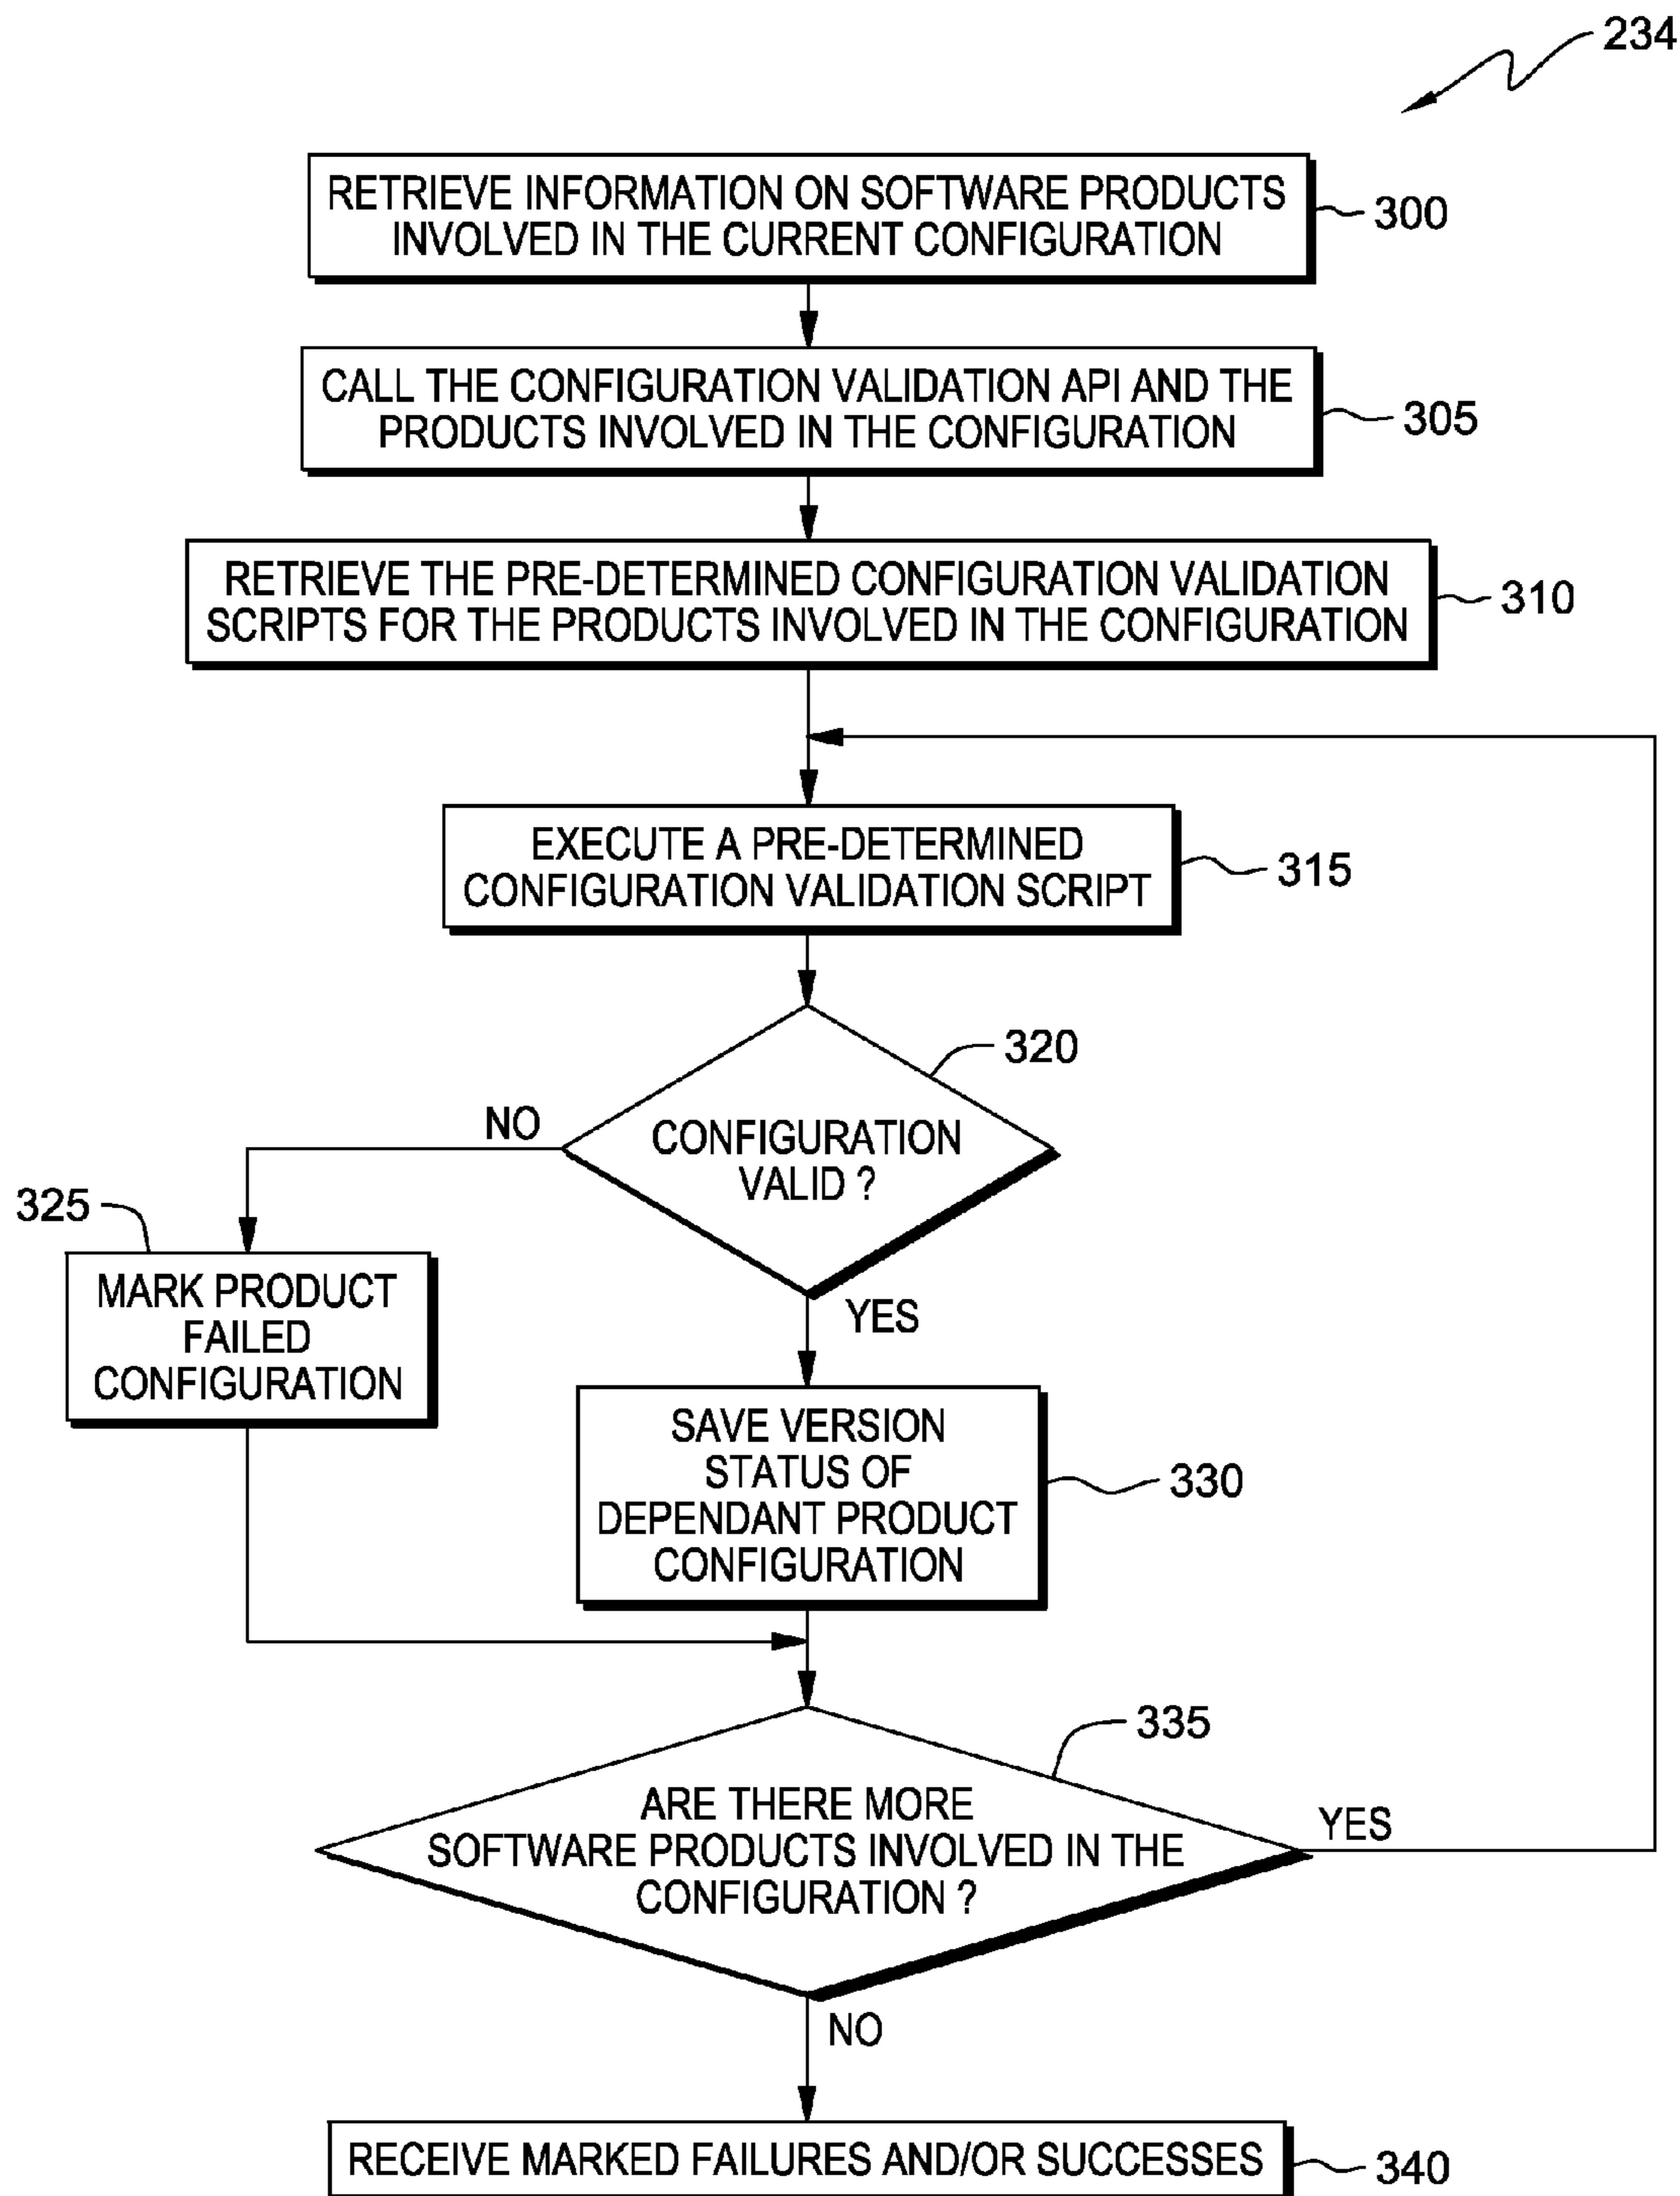 234
RETRIEVE INFORMATION ON SOFTWARE PRODUCTS
INVOLVED IN THE CURRENT CONFIGURATION
300
CALL THE CONFIGURATION VALIDATION API AND THE
PRODUCTS INVOLVED IN THE CONFIGURATION
305
RETRIEVE THE PRE-DETERMINED CONFIGURATION VALIDATION
SCRIPTS FOR THE PRODUCTS INVOLVED IN THE CONFIGURATION
310
EXECUTE A PRE-DETERMINED
CONFIGURATION VALIDATION SCRIPT
315
320
CONFIGURATION
VALID ?
NO
YES
325
MARK PRODUCT
FAILED
CONFIGURATION
SAVE VERSION
STATUS OF
DEPENDANT PRODUCT
CONFIGURATION
330
335
ARE THERE MORE
SOFTWARE PRODUCTS INVOLVED IN THE
CONFIGURATION ?
YES
NO
RECEIVE MARKED FAILURES AND/OR SUCCESSES
340